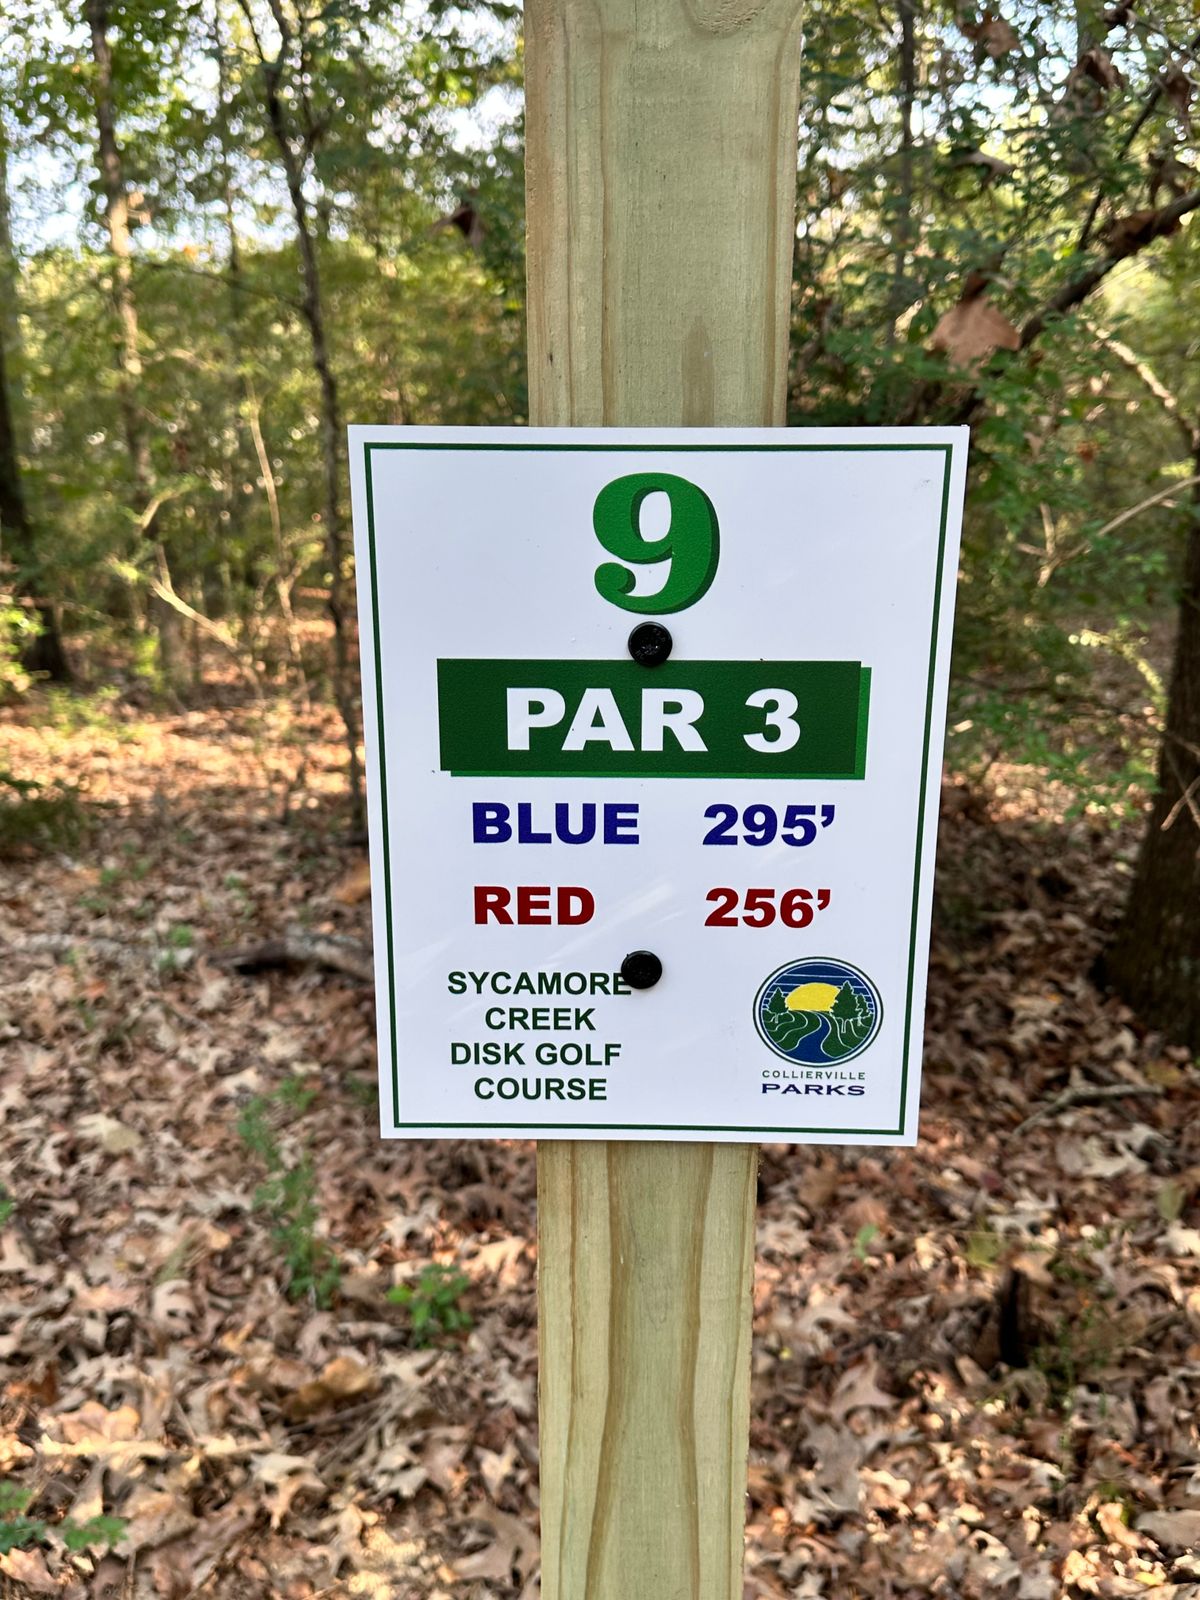 9
PAR 3
BLUE 295’
RED 256’
SYCAMORE
CREEK
DISK GOLF
COURSE
COLLIERVILLE
PARKS